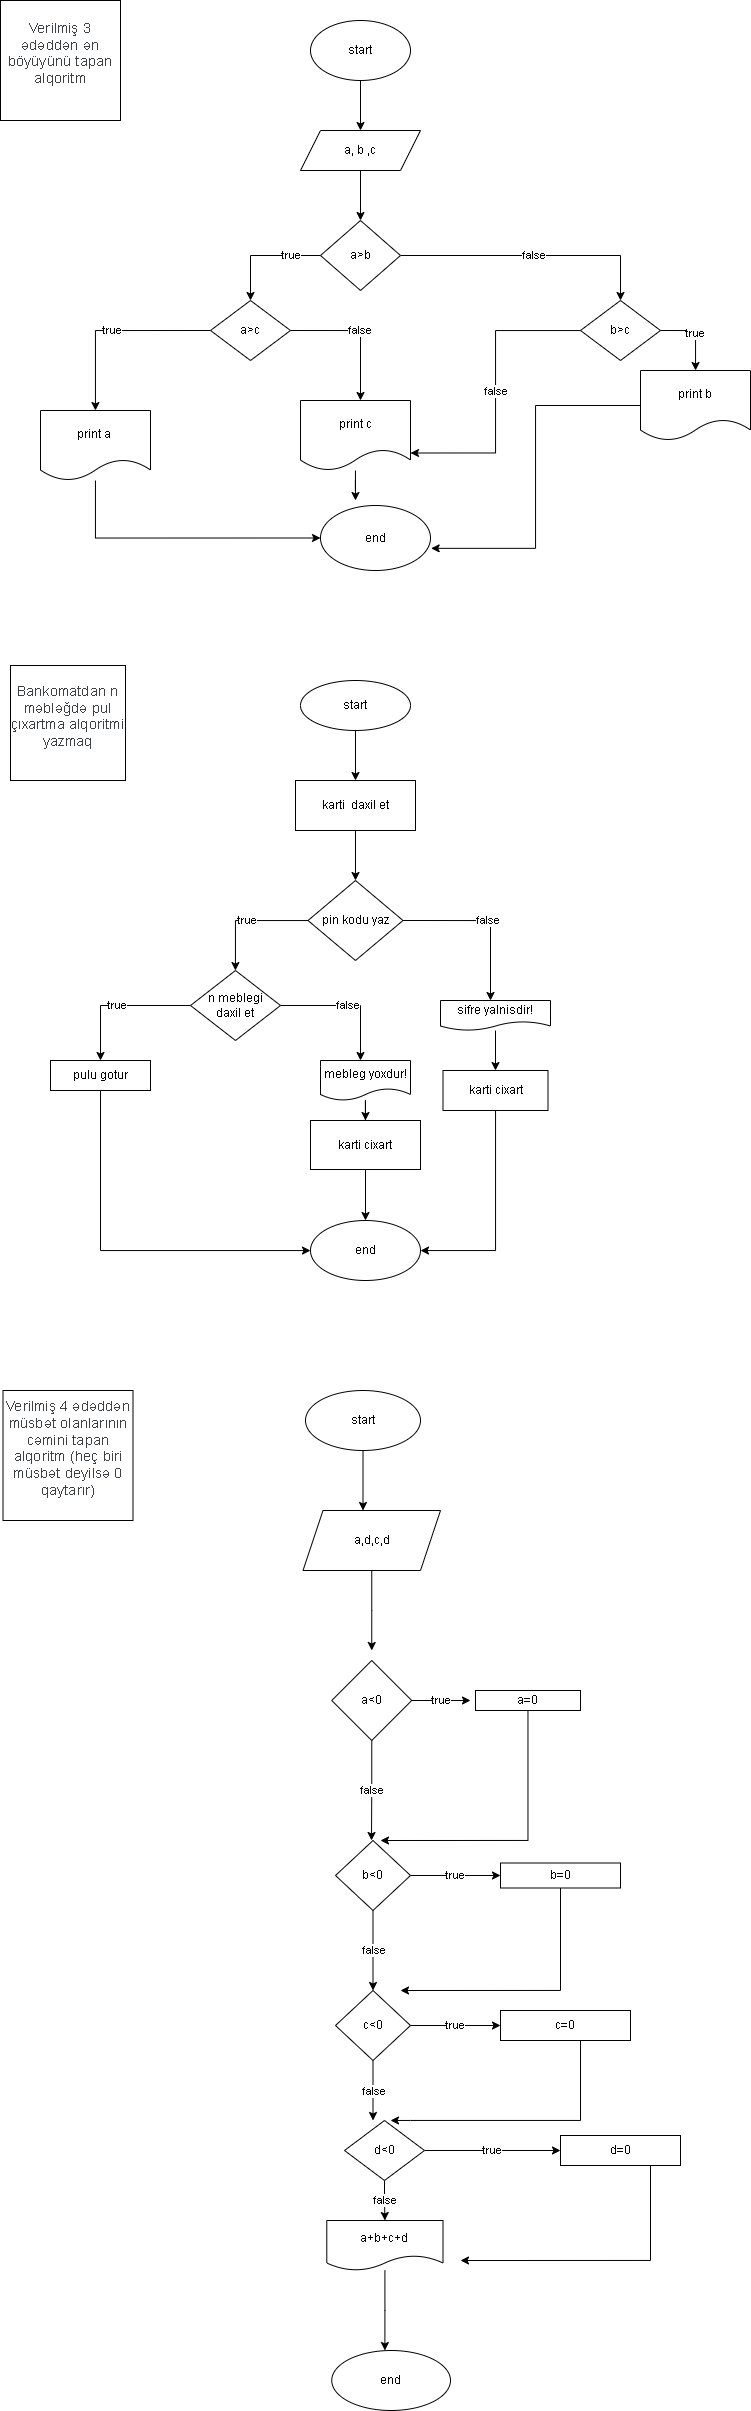 Verilmiş 3
ədəddən ən
böyüyünü tapan
alqoritm
start
a, b ,c
a>b
true
false
a>c
b>c
true
false
true
false
print a
print c
print b
end
Bankomatdan n
məbləğdə pul
çıxartma alqoritmi
yazmaq
start
karti daxil et
pin kodu yaz
true
false
n meblegi
daxil et
true
false
sifre yalnisdir!
pulu gotur
mebleg yoxdur!
karti cixart
karti cixart
end
Verilmiş 4 ədəddən
müsbət olanlarının
cəmini tapan
alqoritm (heç biri
müsbət deyilsə 0
qaytarır)
start
a,d,c,d
a<0
true
a=0
false
b<0
true
b=0
false
c<0
true
c=0
false
d<0
true
d=0
false
a+b+c+d
end